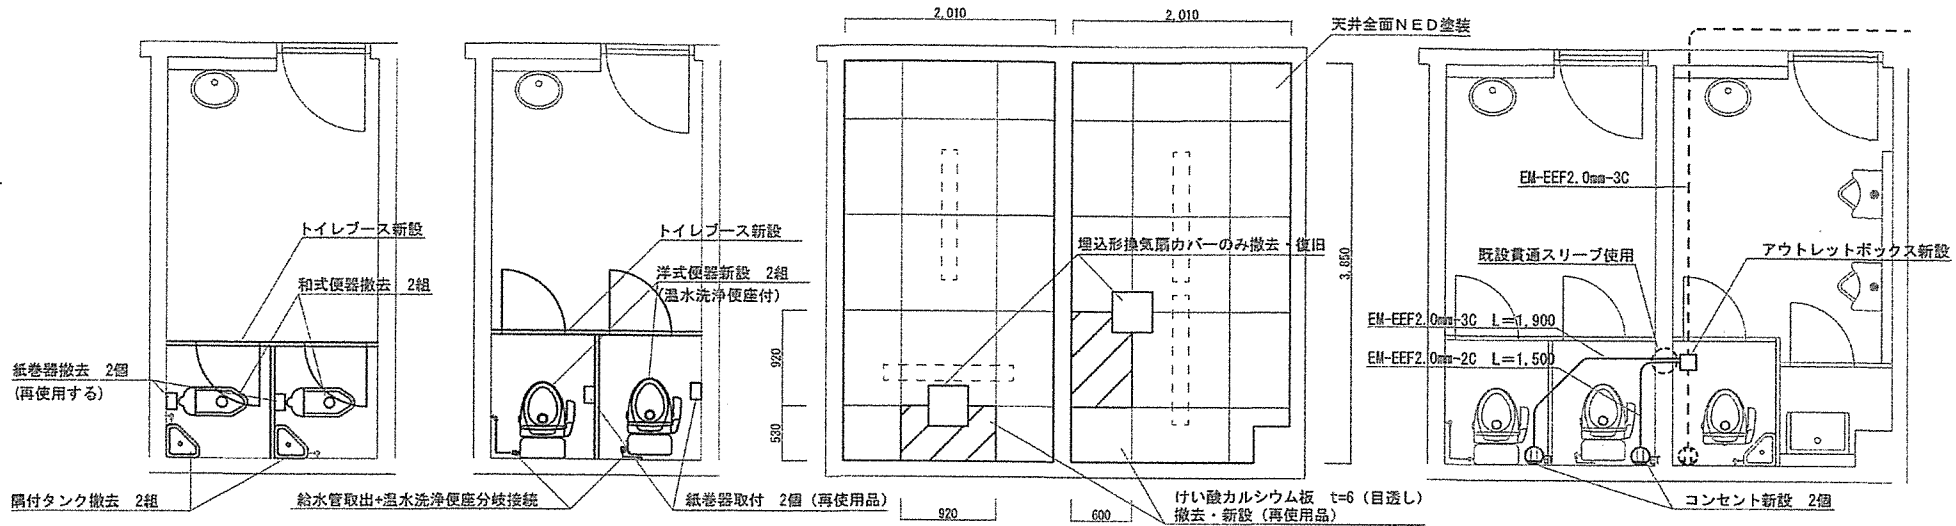 トイレブース新設
和式便器撤去 2組
紙巻器撤去 2個
(再使用する)
隅付タンク撤去 2組
トイレブース新設
洋式便器新設 2組
(温水洗浄便座付)
給水管取出+温水洗浄便座分岐接続
紙巻器取付 2個(再使用品)
2,010
2,010
天井全面NED塗装
埋込形換気扇カバーのみ撤去・復旧
3,850
920
530
920
600
けい酸カルシウム板 t=6(目透し)
撤去・新設(再使用品)
EM-EEF2.0mm-3C
既設貫通スリーブ使用
アウトレットボックス新設
EM-EEF2.0mm-3C L=1,900
EM-EEF2.0mm-2C L=1,500
コンセント新設 2個